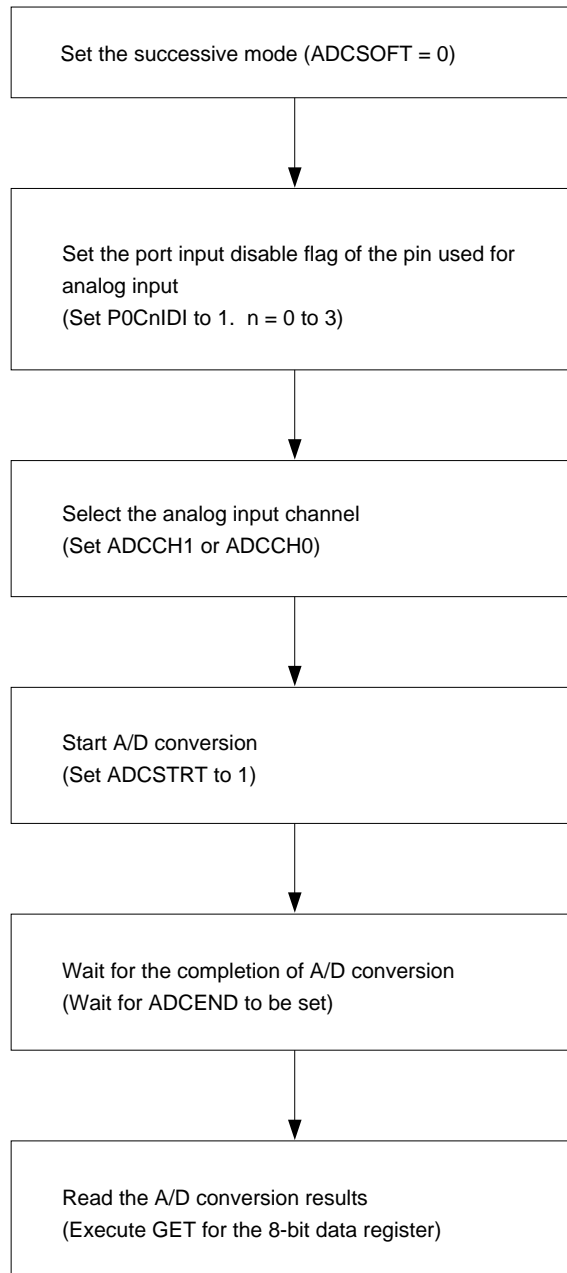 Set the successive mode (ADCSOFT = 0)
Set the port input disable flag of the pin used for
analog input
(Set P0CnIDI to 1.  n = 0 to 3)
Select the analog input channel
(Set ADCCH1 or ADCCH0)
Start A/D conversion
(Set ADCSTRT to 1)
Wait for the completion of A/D conversion
(Wait for ADCEND to be set)
Read the A/D conversion results
(Execute GET for the 8-bit data register)